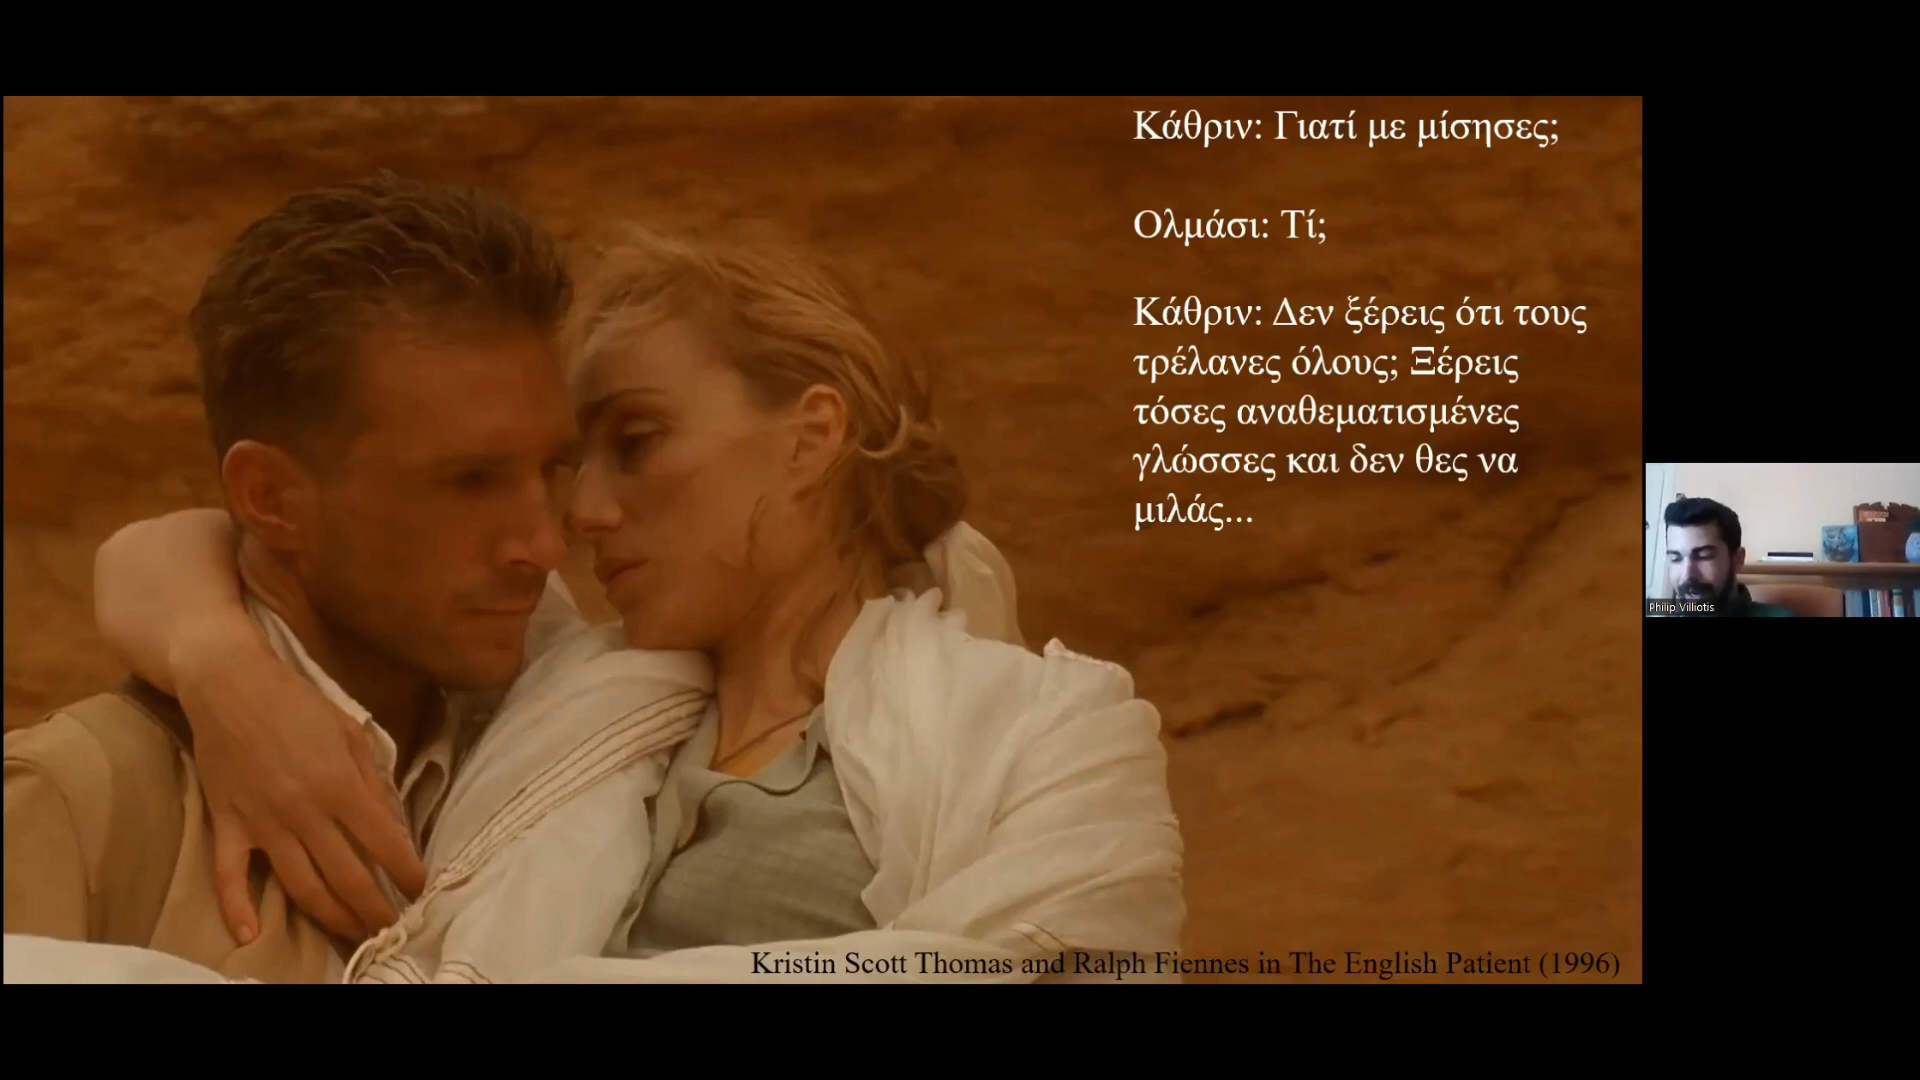 Κάθριν: Γιατί με μίσησες;
Ολμάσι: Τί;
Κάθριν: Δεν ξέρεις ότι τους
τρέλανες όλους; Ξέρεις
τόσες αναθεματισμένες
γλώσσες και δεν θες να
μιλάς...
Kristin Scott Thomas and Ralph Fiennes in The English Patient (1996)
Philip Villiotis